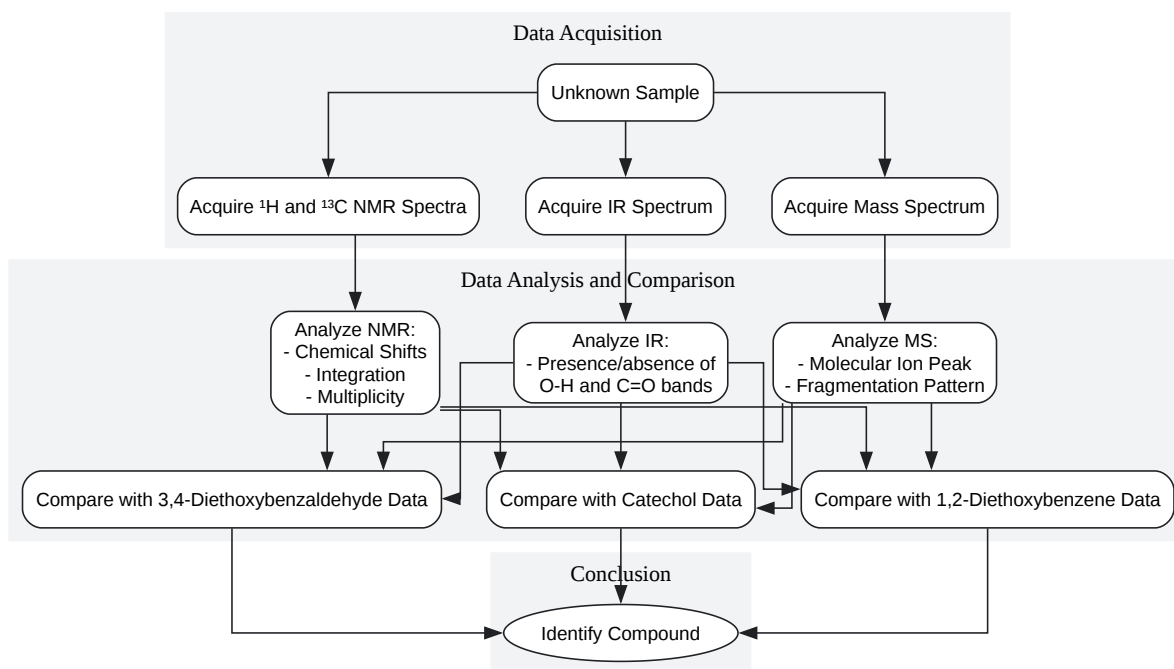 Data Acquisition
Unknown Sample
Acquire ¹H and ¹³C NMR Spectra
Acquire IR Spectrum
Acquire Mass Spectrum
Data Analysis and Comparison
Analyze NMR:
- Chemical Shifts
- Integration
- Multiplicity
Analyze IR:
- Presence/absence of
O-H and C=O bands
Analyze MS:
- Molecular Ion Peak
- Fragmentation Pattern
Compare with 3,4-Diethoxybenzaldehyde Data
Compare with Catechol Data
Compare with 1,2-Diethoxybenzene Data
Conclusion
Identify Compound